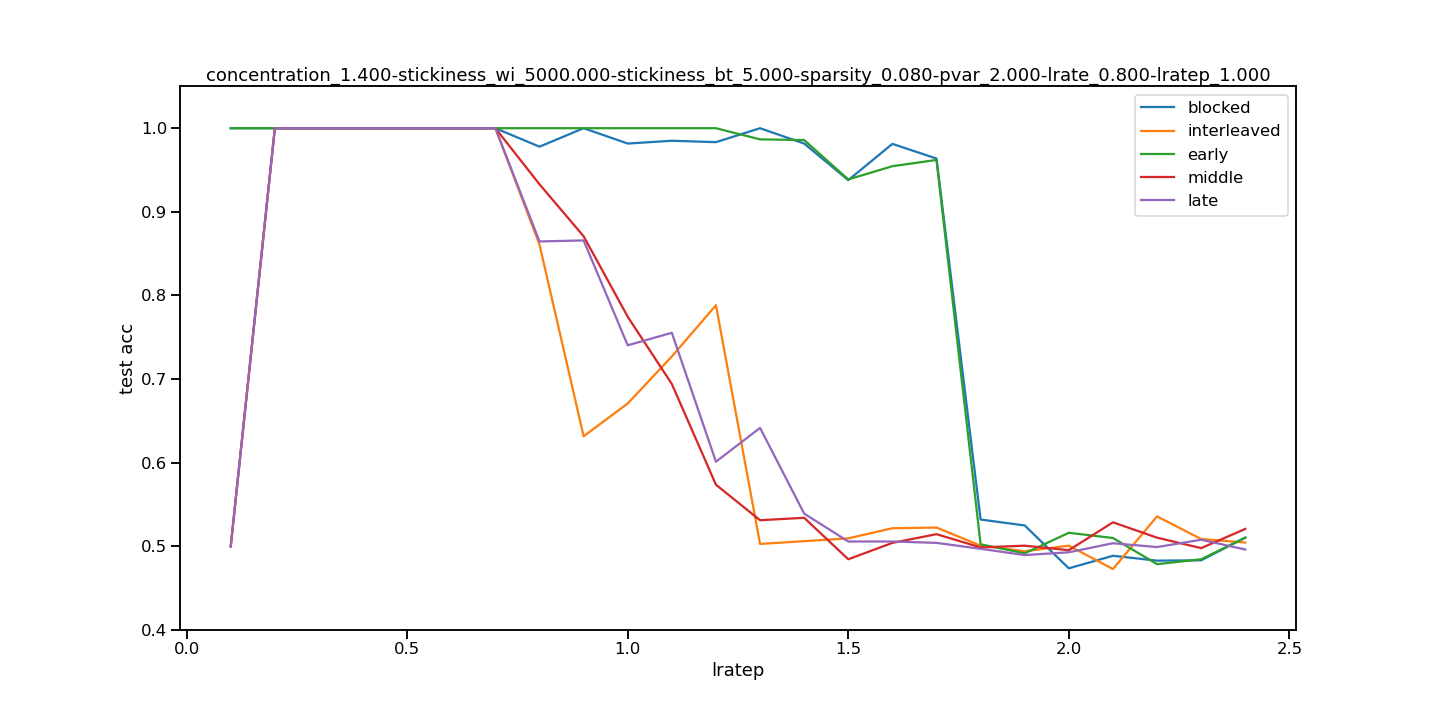 concentration_1.400-stickiness_wi_5000.000-stickiness_bt_5.000-sparsity_0.080-pvar_2.000-lrate_0.800-lratep_1.000
blocked
interleaved
early
middle
late
1.0
0.9
0.8
0.7
0.6
0.5
0.4
test acc
0.0 0.5 1.0 1.5 2.0 2.5
lratep